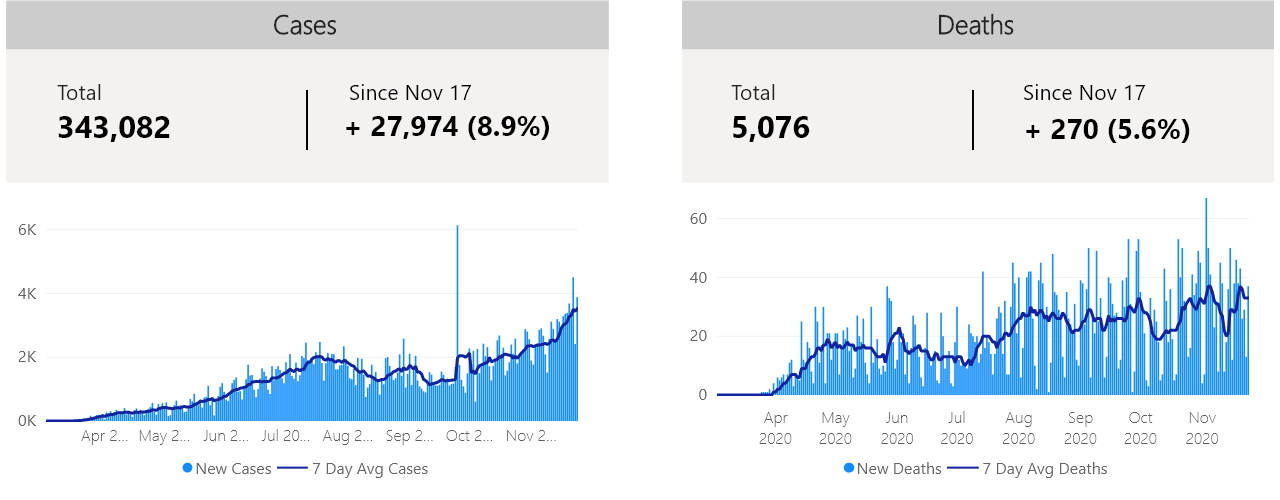 Cases
Total
343,082
Since Nov 17
+ 27,974 (8.9%)
6K
4K
2K
0K
Apr 2... May 2... Jun 2... Jul 20... Aug 2... Sep 2... Oct 2... Nov 2...
New Cases 7 Day Avg Cases
Deaths
Total
5,076
Since Nov 17
+ 270 (5.6%)
60
40
20
0
Apr May Jun Jul Aug Sep Oct Nov
2020 2020 2020 2020 2020 2020 2020 2020
New Deaths 7 Day Avg Deaths